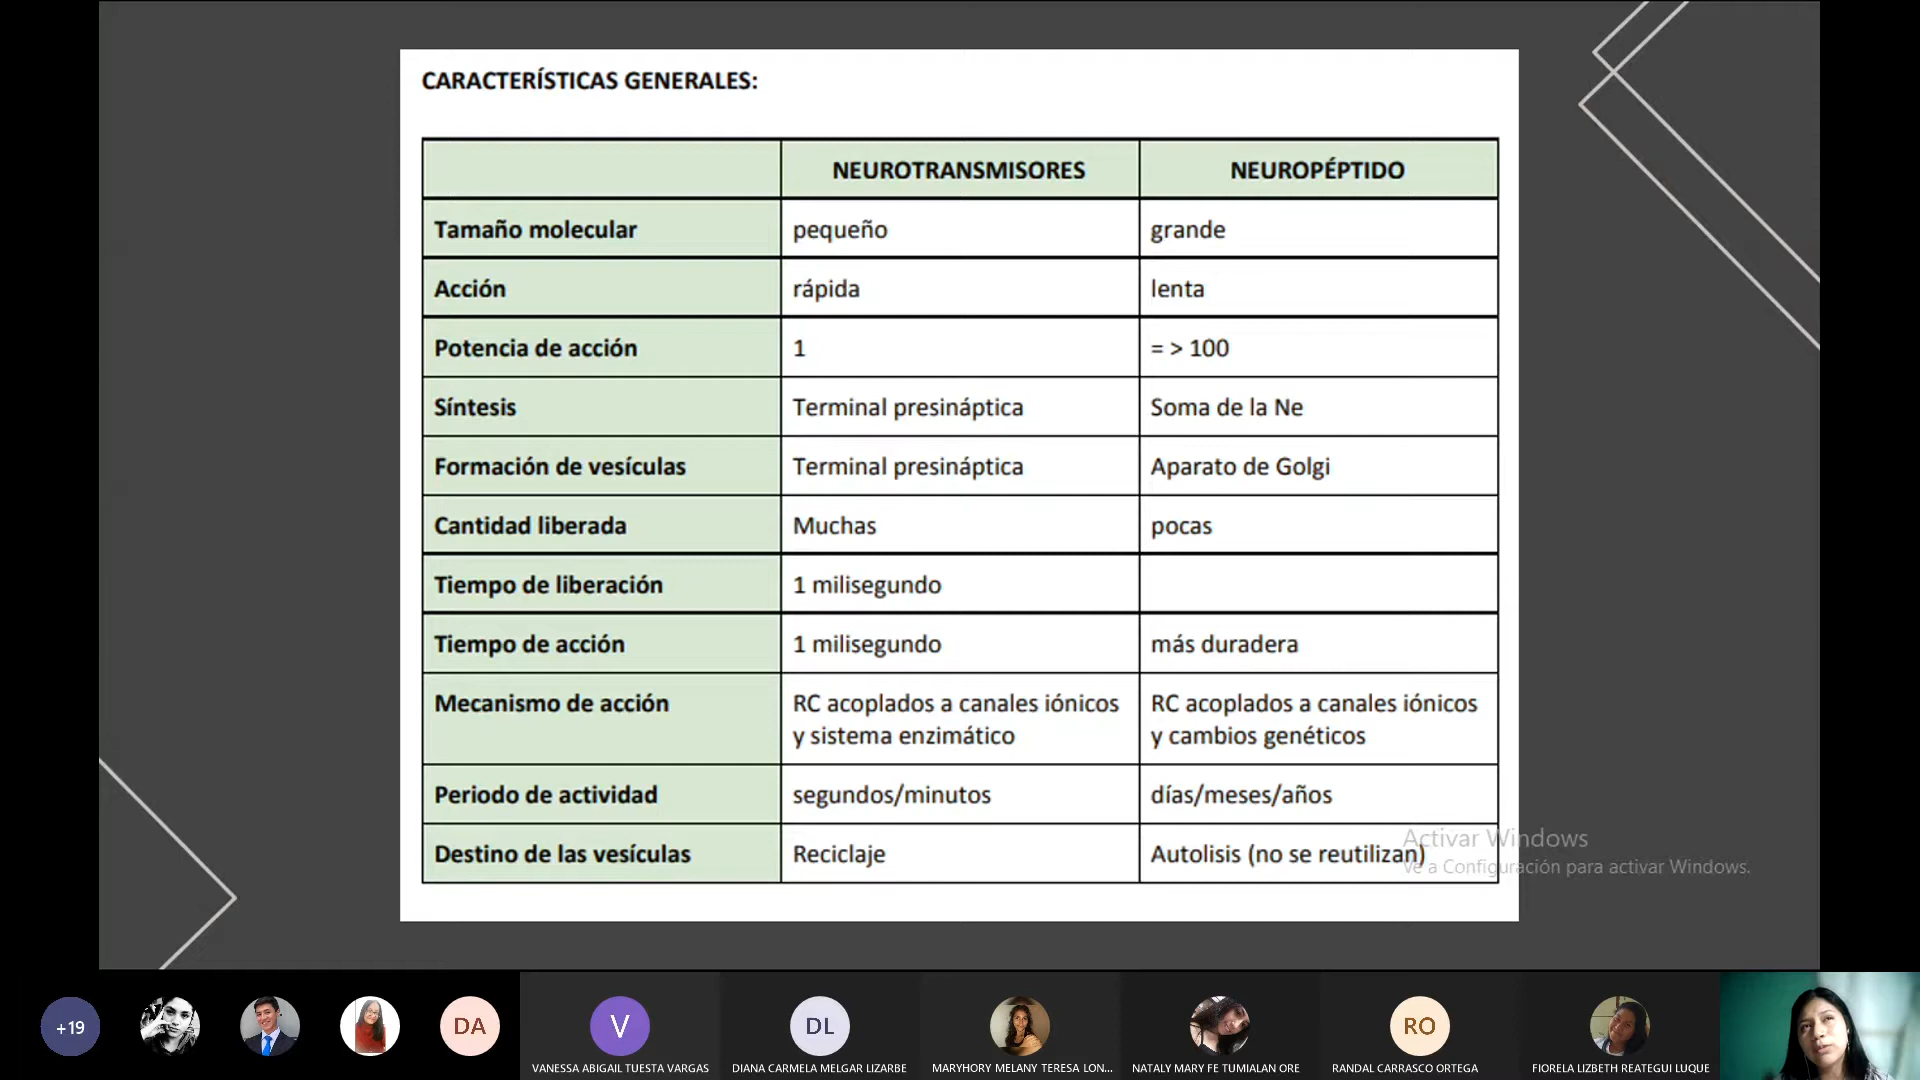 CARACTERÍSTICAS GENERALES:
NEUROTRANSMISORES NEUROPÉPTIDO
Tamaño molecular pequeño grande
Acción rápida lenta
Potencia de acción 1 = > 100
Síntesis Terminal presináptica Soma de la Ne
Formación de vesículas Terminal presináptica Aparato de Golgi
Cantidad liberada Muchas pocas
Tiempo de liberación 1 milisegundo
Tiempo de acción 1 milisegundo más duradera
Mecanismo de acción RC acoplados a canales iónicos RC acoplados a canales iónicos
y sistema enzimático y cambios genéticos
Periodo de actividad segundos/minutos días/meses/años
Destino de las vesículas Reciclaje Autolisis (no se reutilizan)
Activar Windows
Ve a Configuración para activar Windows.
+19 DA V DL RO
VANESSA ABIGAIL TUESTA VARGAS DIANA CARMELA MELGAR LIZARBE MARYHORY MELANY TERESA LON... NATALY MARY FE TUMIALAN ORE RANDAL CARRASCO ORTEGA FIORELA LIZBETH REATEGUI LUQUE